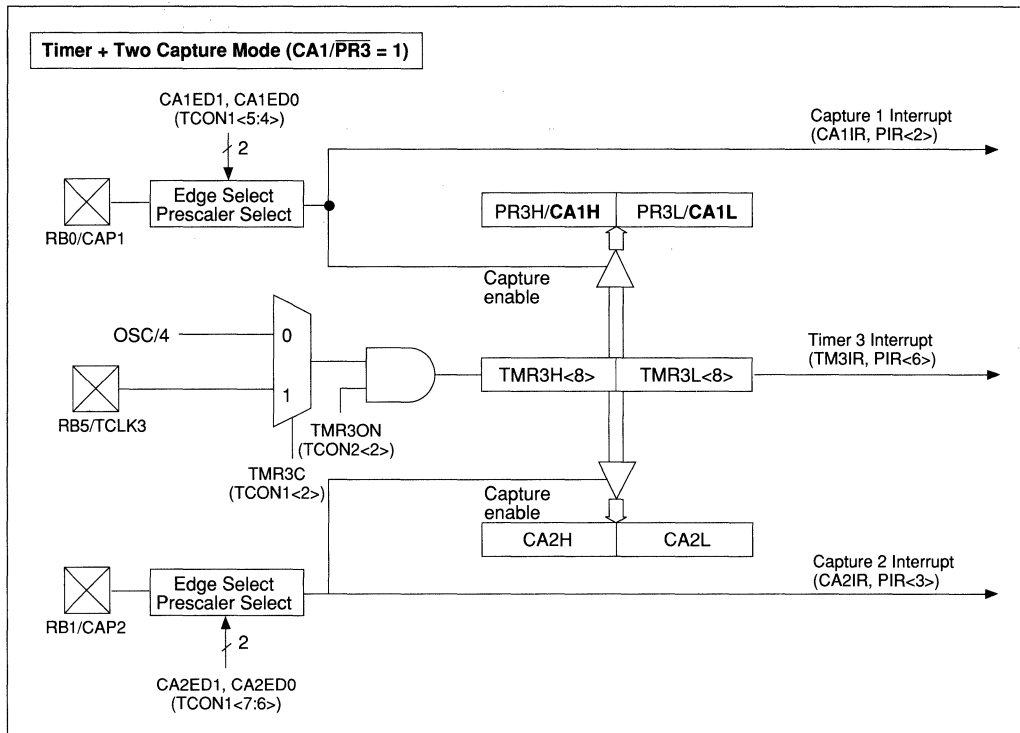 Timer + Two Capture Mode (CA1/PR3 = 1)
CA1ED1, CA1ED0
(TCON1<5:4>)
2
Edge Select
Prescaler Select
RB0/CAP1
Capture 1 Interrupt
(CA1IR, PIR<2>)
PR3H/CA1H
PR3L/CA1L
Capture
enable
OSC/4
0
1
RB5/TCLK3
TMR3ON
(TCON2<2>)
TMR3C
(TCON1<2>)
TMR3H<8>
TMR3L<8>
Timer 3 Interrupt
(TM3IR, PIR<6>)
Capture
enable
CA2H
CA2L
Capture 2 Interrupt
(CA2IR, PIR<3>)
Edge Select
Prescaler Select
RB1/CAP2
2
CA2ED1, CA2ED0
(TCON1<7:6>)